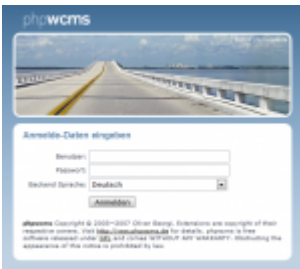 phpwcms
Anmelde-Daten eingeben
Benutzer:
Passwort:
Backend Sprache: Deutsch
Anmelden
phpwcms Copyright © 2003—2007 Oliver Georgi. Extensions are copyright of their
respective owners. Visit http://www.phpwcms.de for details. phpwcms is free
software released under GPL and comes WITHOUT ANY WARRANTY. Obstructing the
appearance of this notice is prohibited by law.